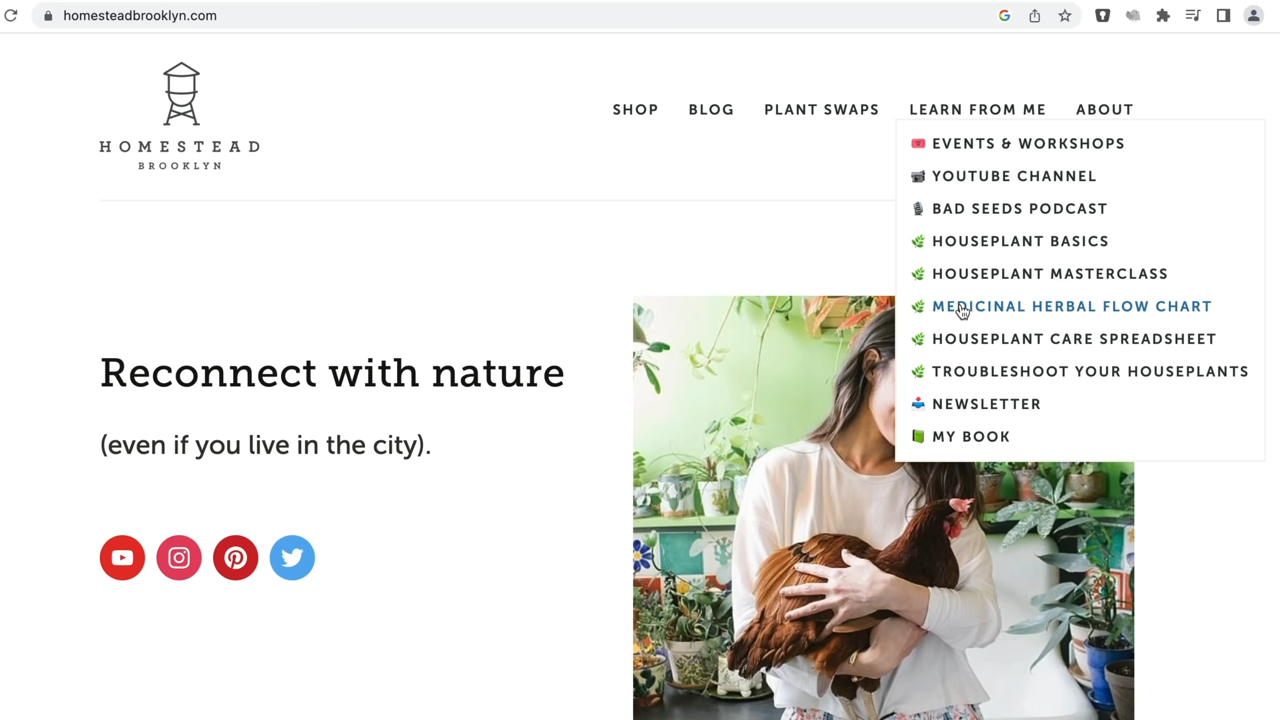 homesteadbrooklyn.com
HOMESTEAD
BROOKLYN
SHOP BLOG PLANT SWAPS LEARN FROM ME ABOUT
EVENTS & WORKSHOPS
YOUTUBE CHANNEL
BAD SEEDS PODCAST
HOUSEPLANT BASICS
HOUSEPLANT MASTERCLASS
MEDICINAL HERBAL FLOW CHART
HOUSEPLANT CARE SPREADSHEET
TROUBLESHOOT YOUR HOUSEPLANTS
NEWSLETTER
MY BOOK
Reconnect with nature
(even if you live in the city).